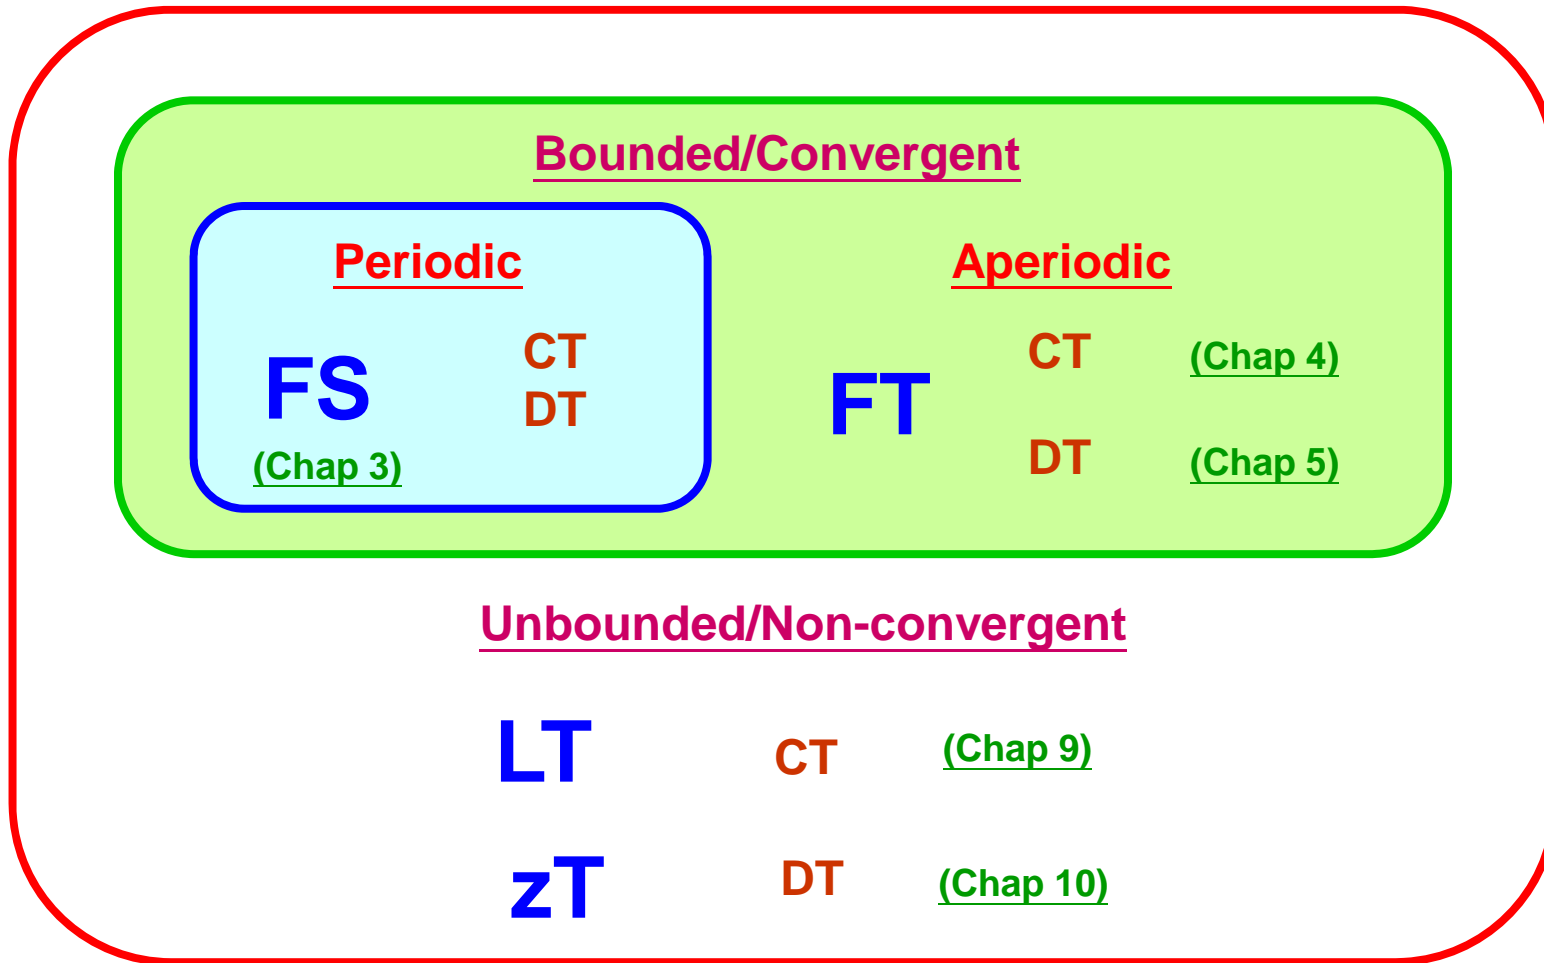 Bounded/Convergent
Periodic
Aperiodic
FS
CT
DT
(Chap 3)
FT
CT
(Chap 4)
DT
(Chap 5)
Unbounded/Non-convergent
LT
CT
(Chap 9)
zT
DT
(Chap 10)